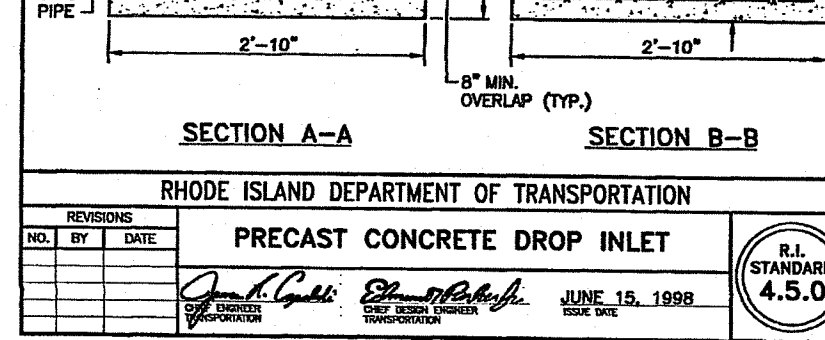 PIPE
2'-10" 2'-10"
8" MIN.
OVERLAP (TYP.)
SECTION A-A SECTION B-B
RHODE ISLAND DEPARTMENT OF TRANSPORTATION
REVISIONS
NO. BY DATE
PRECAST CONCRETE DROP INLET
CHIEF ENGINEER
TRANSPORTATION
CHIEF DESIGN ENGINEER
TRANSPORTATION
JUNE 15, 1998
ISSUE DATE
R.I.
STANDAR
4.5.0